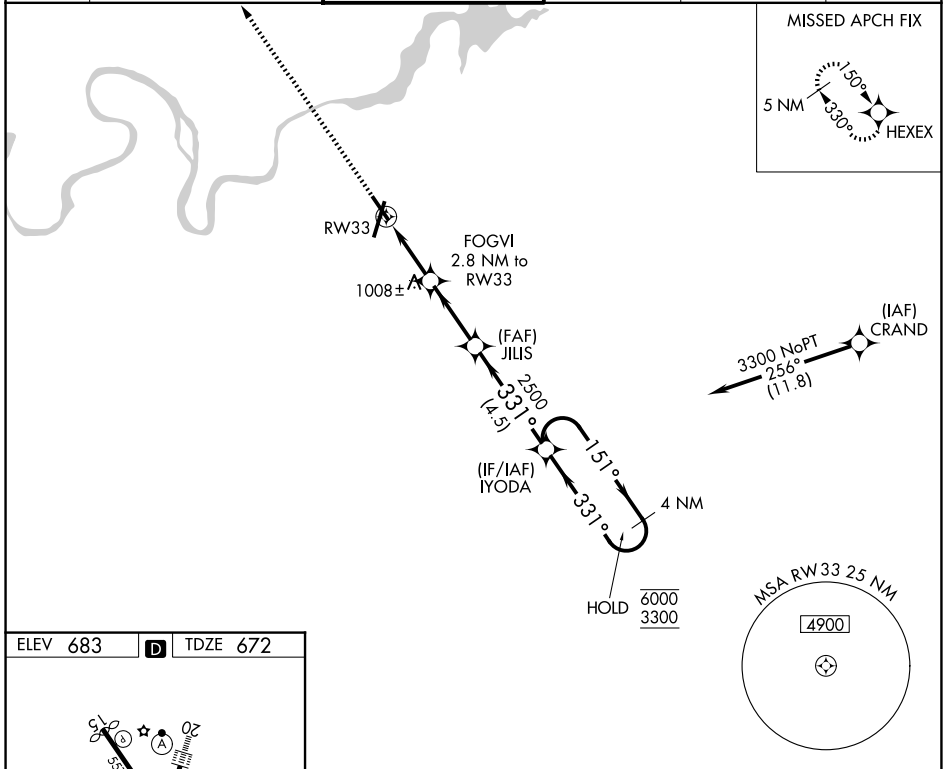 MISSED APCH FIX
150°
5 NM
330°
HEXEX
RW33
FOGVI
2.8 NM to
RW33
1008±
(FAF)
JILIS
(IAF)
CRAND
3300 NoPT
256°
(11.8)
2500
331°
(4.5)
(IF/IAF)
IYODA
151°
331°
4 NM
HOLD
6000
3300
MSA RW33 25 NM
4900
ELEV 683
D
TDZE 672
15
P
A
20